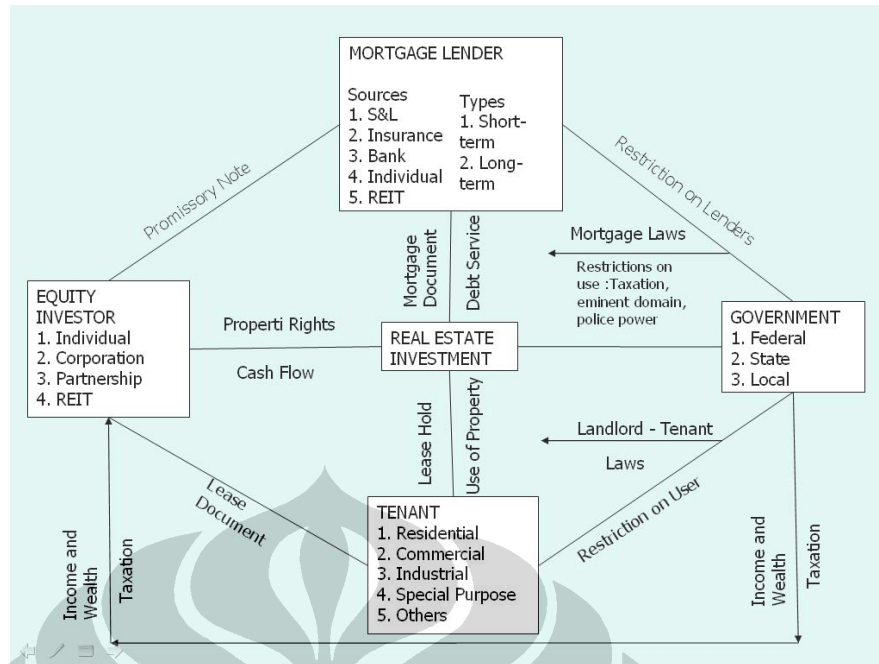 MORTGAGE LENDER
Sources
1. S&L
2. Insurance
3. Bank
4. Individual
5. REIT
Types
1. Short-
term
2. Long-
term
Promissory Note
Restriction on Lenders
Mortgage
Document
Debt Service
Mortgage Laws
Restrictions on
use :Taxation,
eminent domain,
police power
EQUITY
INVESTOR
1. Individual
2. Corporation
3. Partnership
4. REIT
Properti Rights
Cash Flow
REAL ESTATE
INVESTMENT
GOVERNMENT
1. Federal
2. State
3. Local
Lease Hold
Use of Property
Landlord - Tenant
Laws
Lease
Document
Restriction on User
TENANT
1. Residential
2. Commercial
3. Industrial
4. Special Purpose
5. Others
Income and
Wealth
Taxation
Income and
Wealth
Taxation